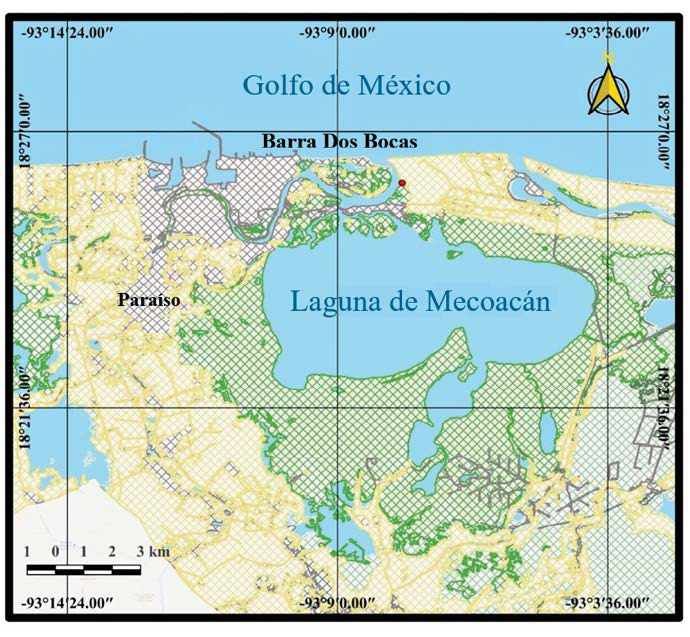 -93°14′24.00″ -93°9′0.00″ -93°3′36.00″
N
Golfo de México
18°27′0.00″ 18°27′0.00″
Barra Dos Bocas
Paraíso
Laguna de Mecoacán
18°21′36.00″ 18°21′36.00″
1 0 1 2 3 km
-93°14′24.00″ -93°9′0.00″ -93°3′36.00″